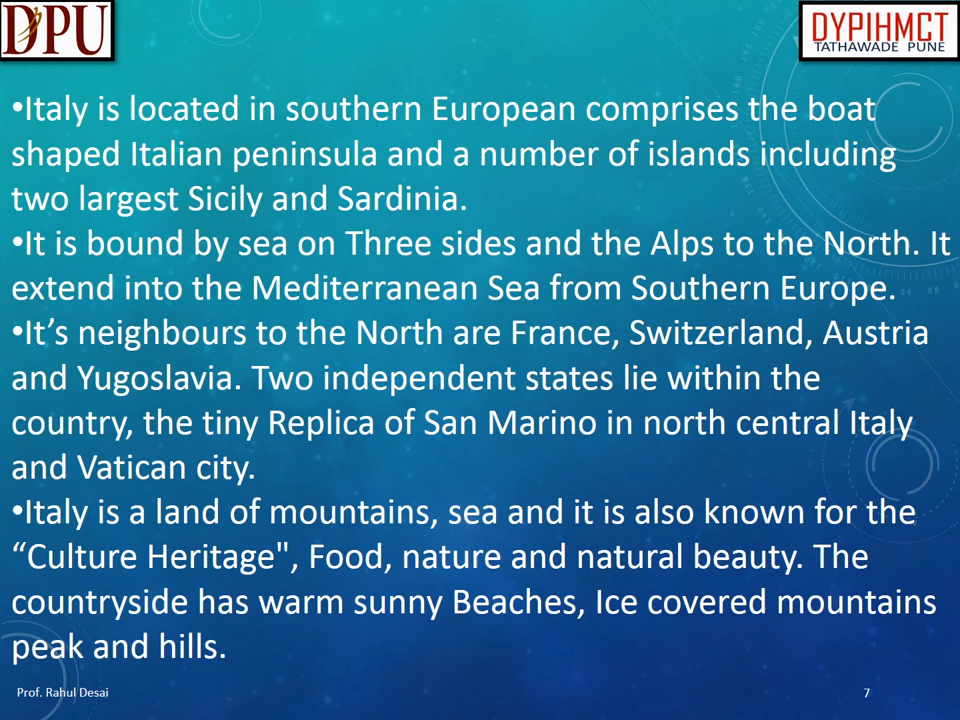 DPU
DYPIHMCT
TATHAWADE PUNE
•Italy is located in southern European comprises the boat
shaped Italian peninsula and a number of islands including
two largest Sicily and Sardinia.
•It is bound by sea on Three sides and the Alps to the North. It
extend into the Mediterranean Sea from Southern Europe.
•It’s neighbours to the North are France, Switzerland, Austria
and Yugoslavia. Two independent states lie within the
country, the tiny Replica of San Marino in north central Italy
and Vatican city.
•Italy is a land of mountains, sea and it is also known for the
“Culture Heritage", Food, nature and natural beauty. The
countryside has warm sunny Beaches, Ice covered mountains
peak and hills.
Prof. Rahul Desai
7